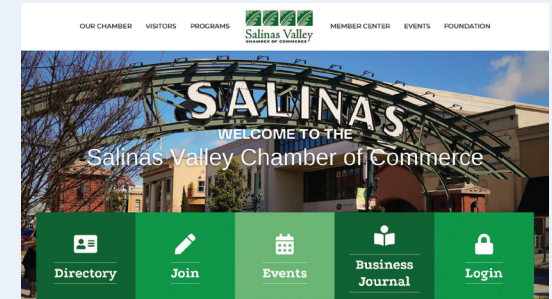 OUR CHAMBER VISITORS PROGRAMS Salinas Valley MEMBER CENTER EVENTS FOUNDATION
CHAMBER OF COMMERCE
SALINAS
WELCOME TO THE
Salinas Valley Chamber of Commerce
Directory
Join
Events
Business
Journal
Login